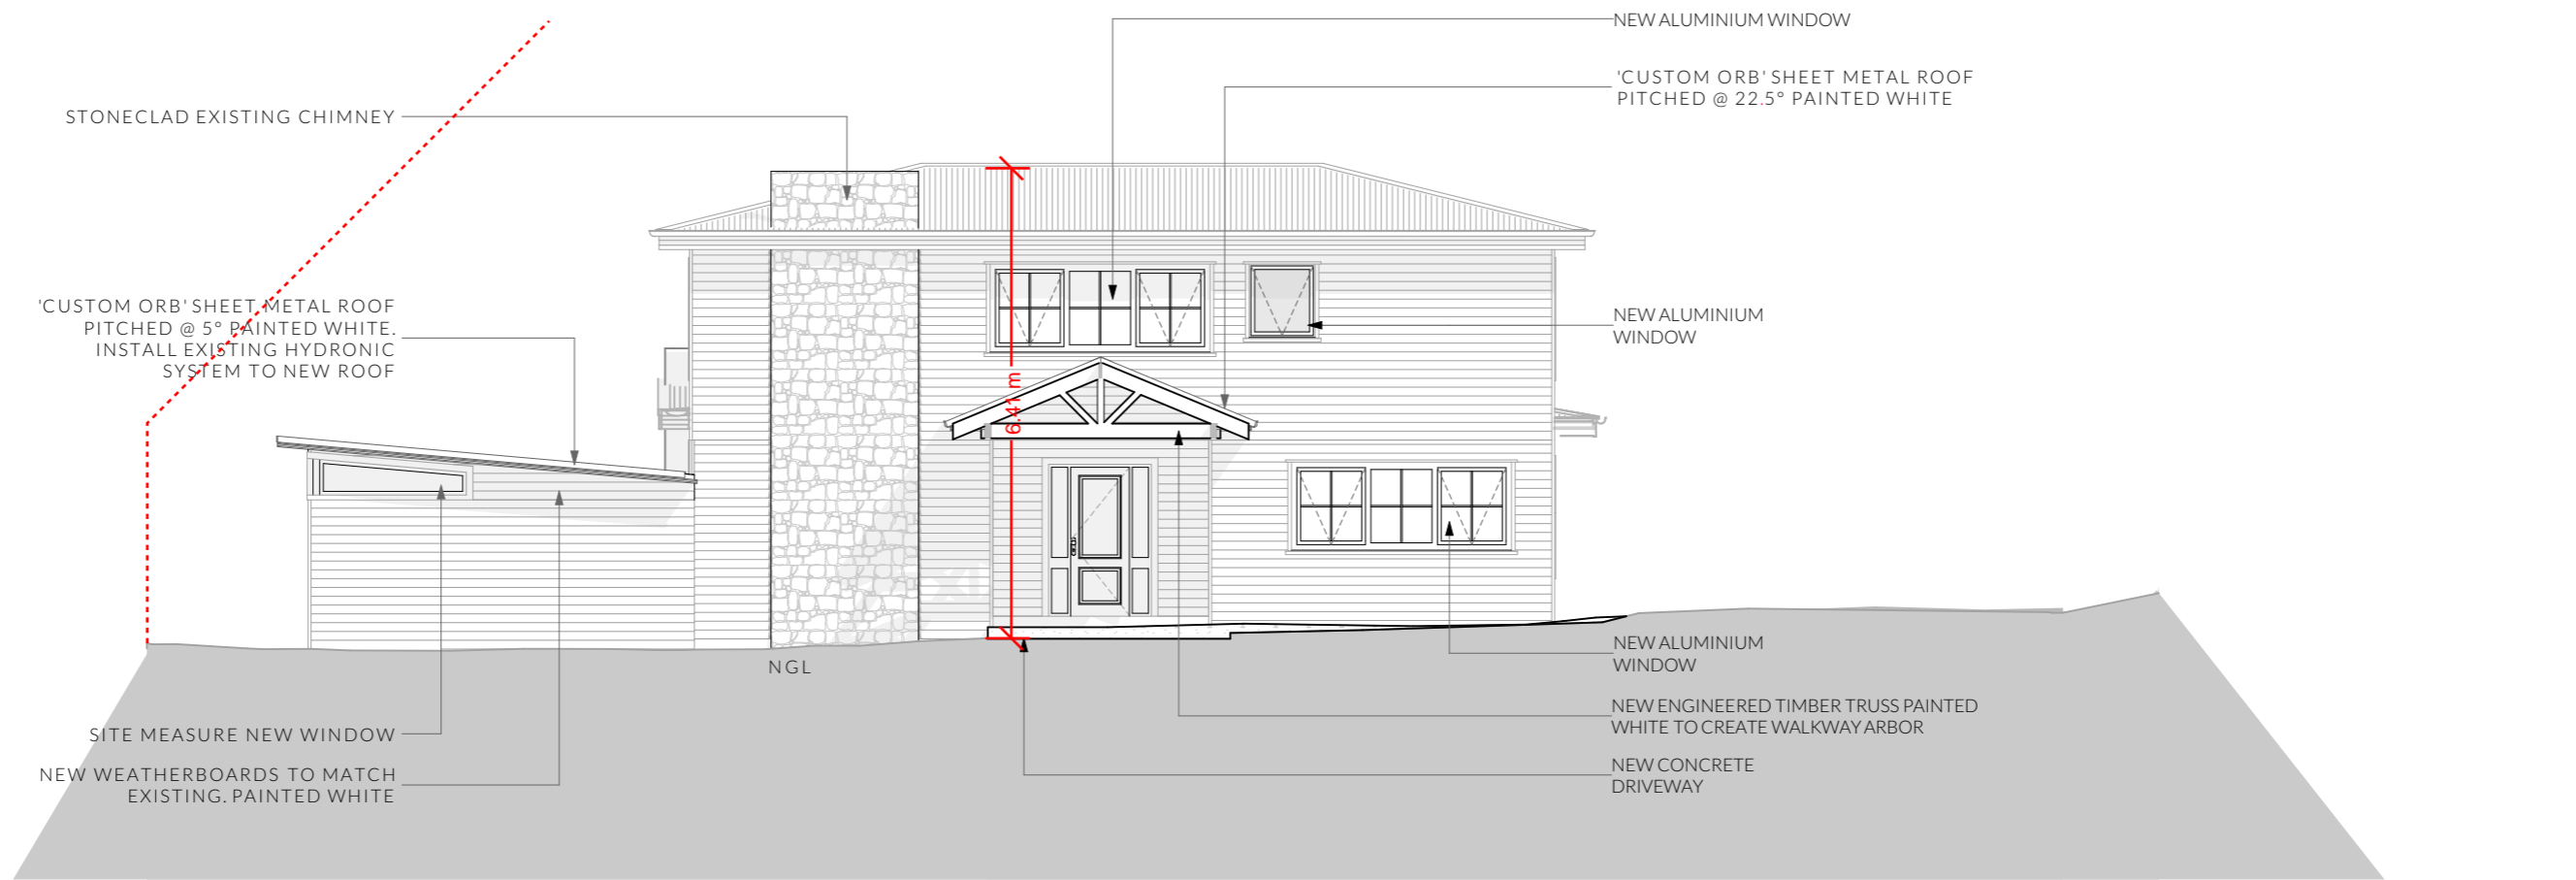 NEW ALUMINIUM WINDOW
'CUSTOM ORB' SHEET METAL ROOF
PITCHED @ 22.5° PAINTED WHITE
STONECLAD EXISTING CHIMNEY
'CUSTOM ORB' SHEET METAL ROOF
PITCHED @ 5° PAINTED WHITE.
INSTALL EXISTING HYDRONIC
SYSTEM TO NEW ROOF
NEW ALUMINIUM
WINDOW
6.41 m
NGL
NEW ALUMINIUM
WINDOW
SITE MEASURE NEW WINDOW
NEW WEATHERBOARDS TO MATCH
EXISTING. PAINTED WHITE
NEW ENGINEERED TIMBER TRUSS PAINTED
WHITE TO CREATE WALKWAY ARBOR
NEW CONCRETE
DRIVEWAY